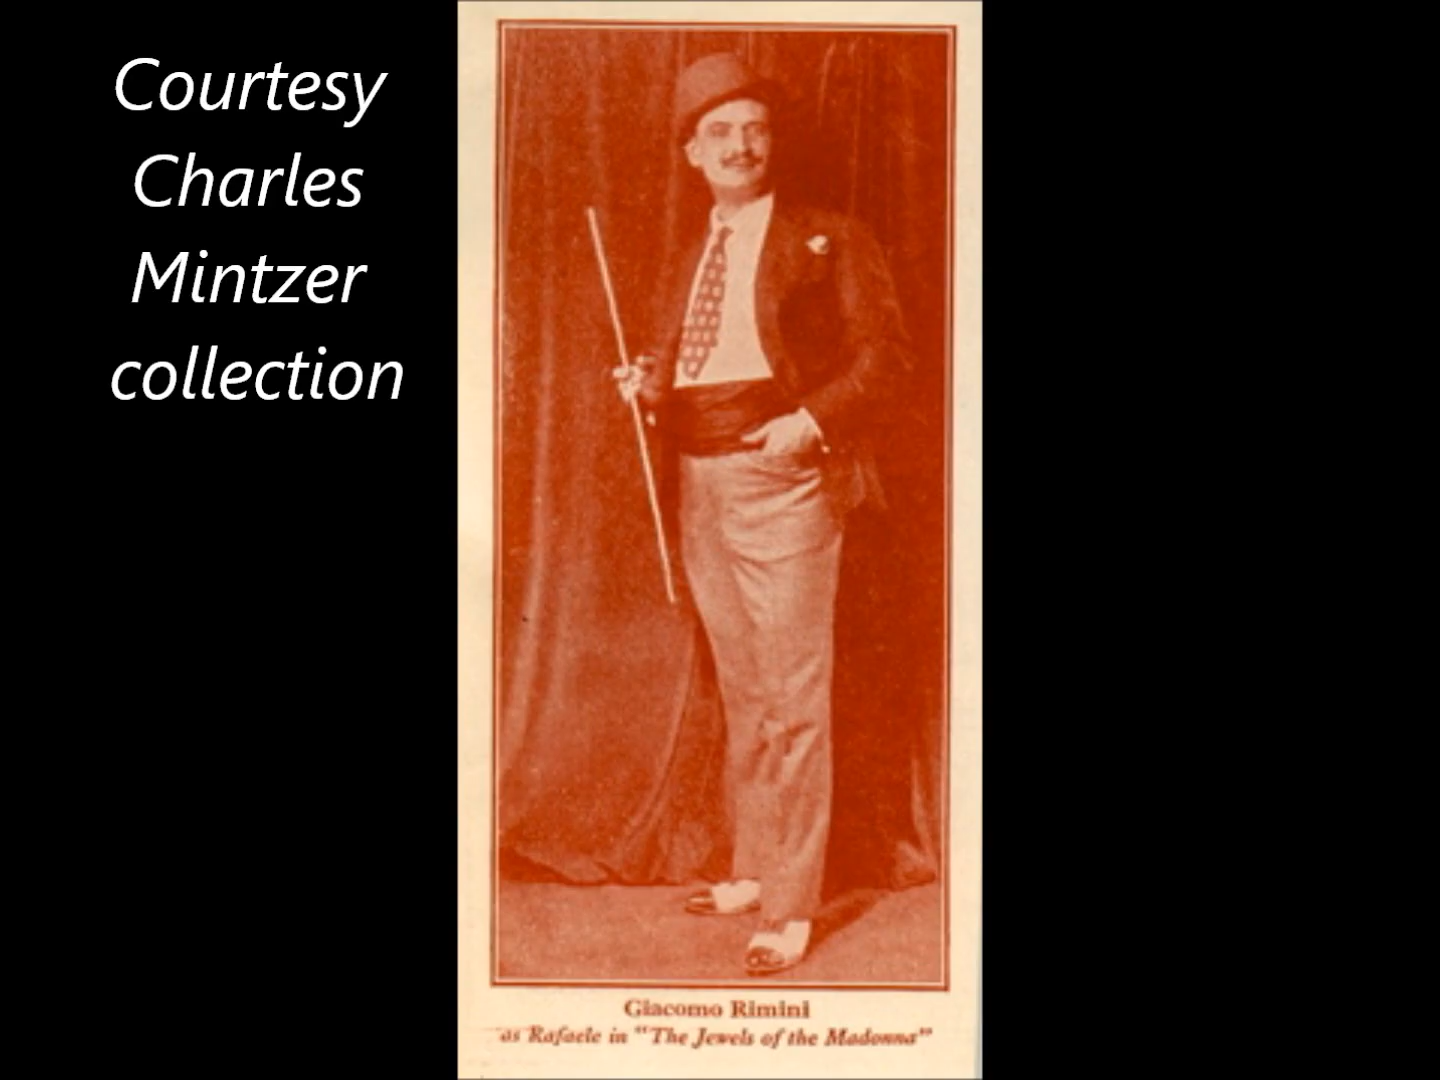 Courtesy
Charles
Mintzer
collection
Giacomo Rimini
as Rafaele in "The Jewels of the Madonna"